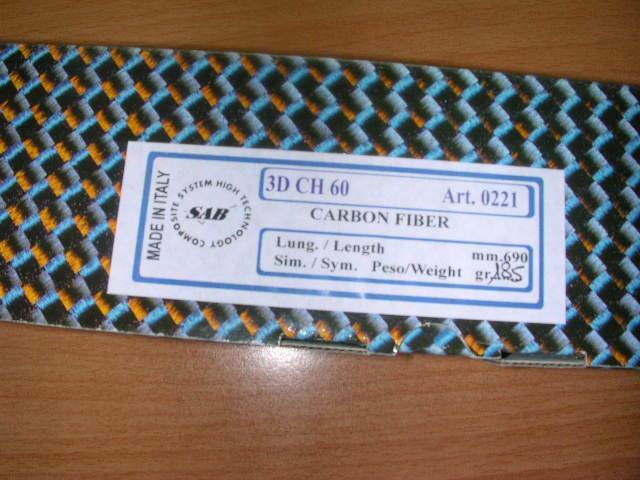 MADE IN ITALY
COMPOSITE SYSTEM HIGH TECHNOLOGY
SAB
3D CH 60 Art. 0221
CARBON FIBER
Lung. / Length mm.690
Sim. / Sym. Peso/Weight gr. 185